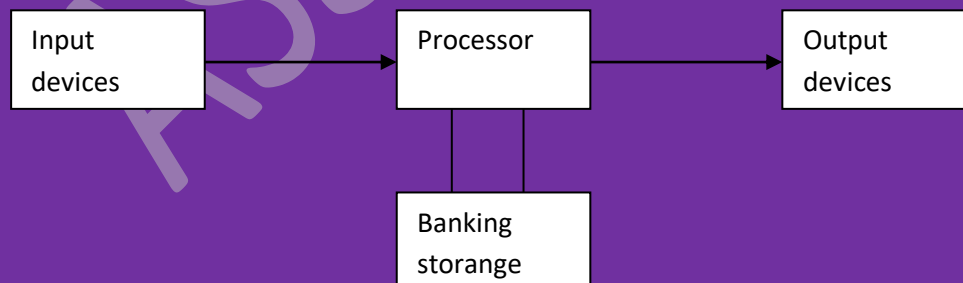 Input
devices
Processor
Output
devices
Banking
storange